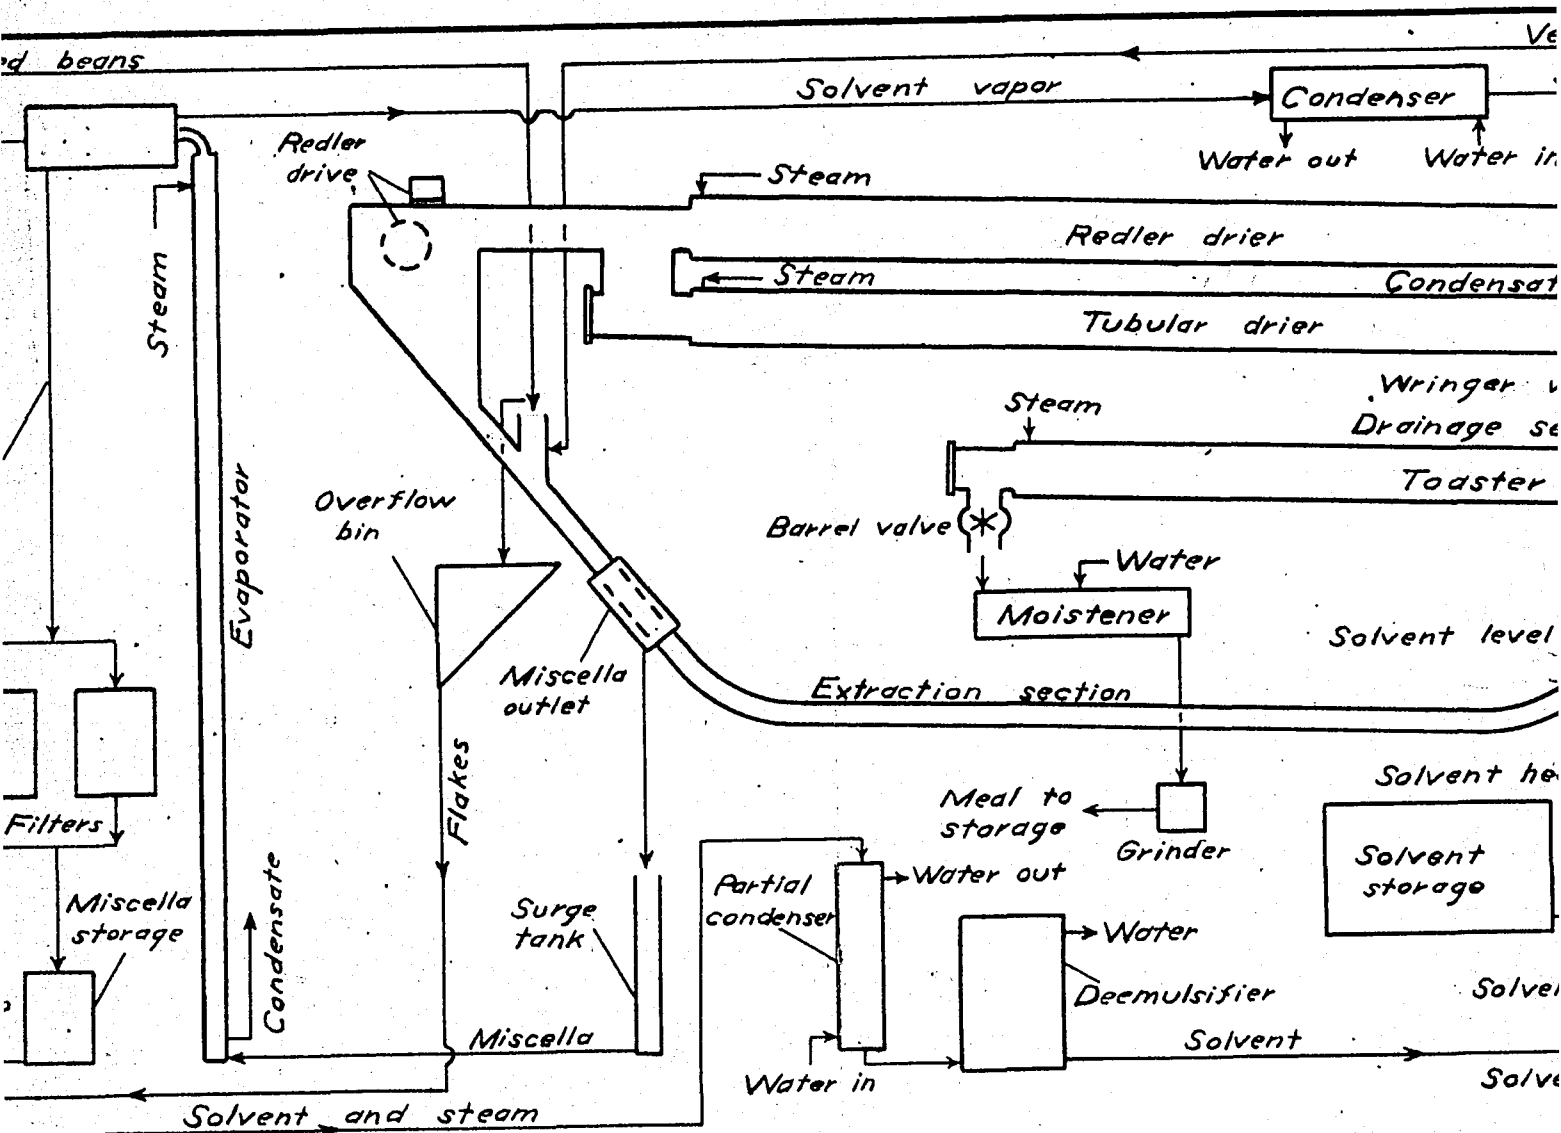 beans
Solvent vapor
Condenser
Water out
Water
Redler
drive
Steam
Redler drier
Steam
Tubular drier
Steam
Wringer
Steam
Drainage
Toaster
Evaporator
Overflow
bin
Barrel valve
Water
Moistener
Solvent level
Miscella
outlet
Extraction section
Flakes
Solvent
Meal to
storage
Grinder
Filters
Solvent
storage
Water out
Partial
condenser
Miscella
storage
Condensate
Surge
tank
Water
Deemulsifier
Miscella
Solvent
Water in
Solvent and steam